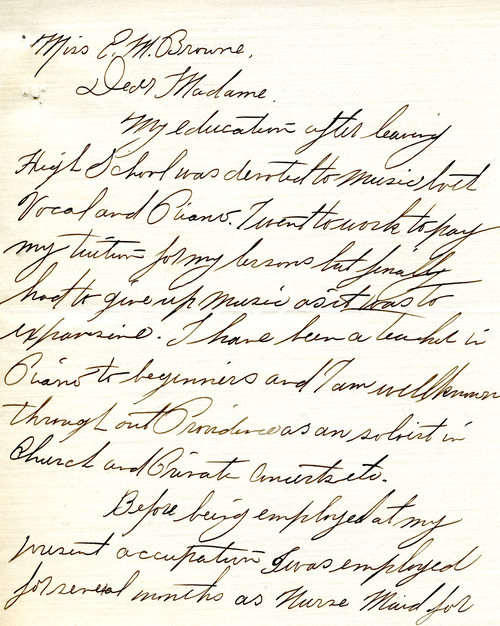 Miss E. M. Browne,
Dear Madame.
My education after leaving
High School was devoted to music both
Vocal and Piano. I went to work to pay
my tuition for my lessons but finally
had to give up music as it was to
expansine. I have been a teacher in
Piano to beginners and I am well known
through out Providence as an soloist in
Church and Private Concerts etc.
Before being employed at my
present occupation I was employed
for several months as Nurse Maid for